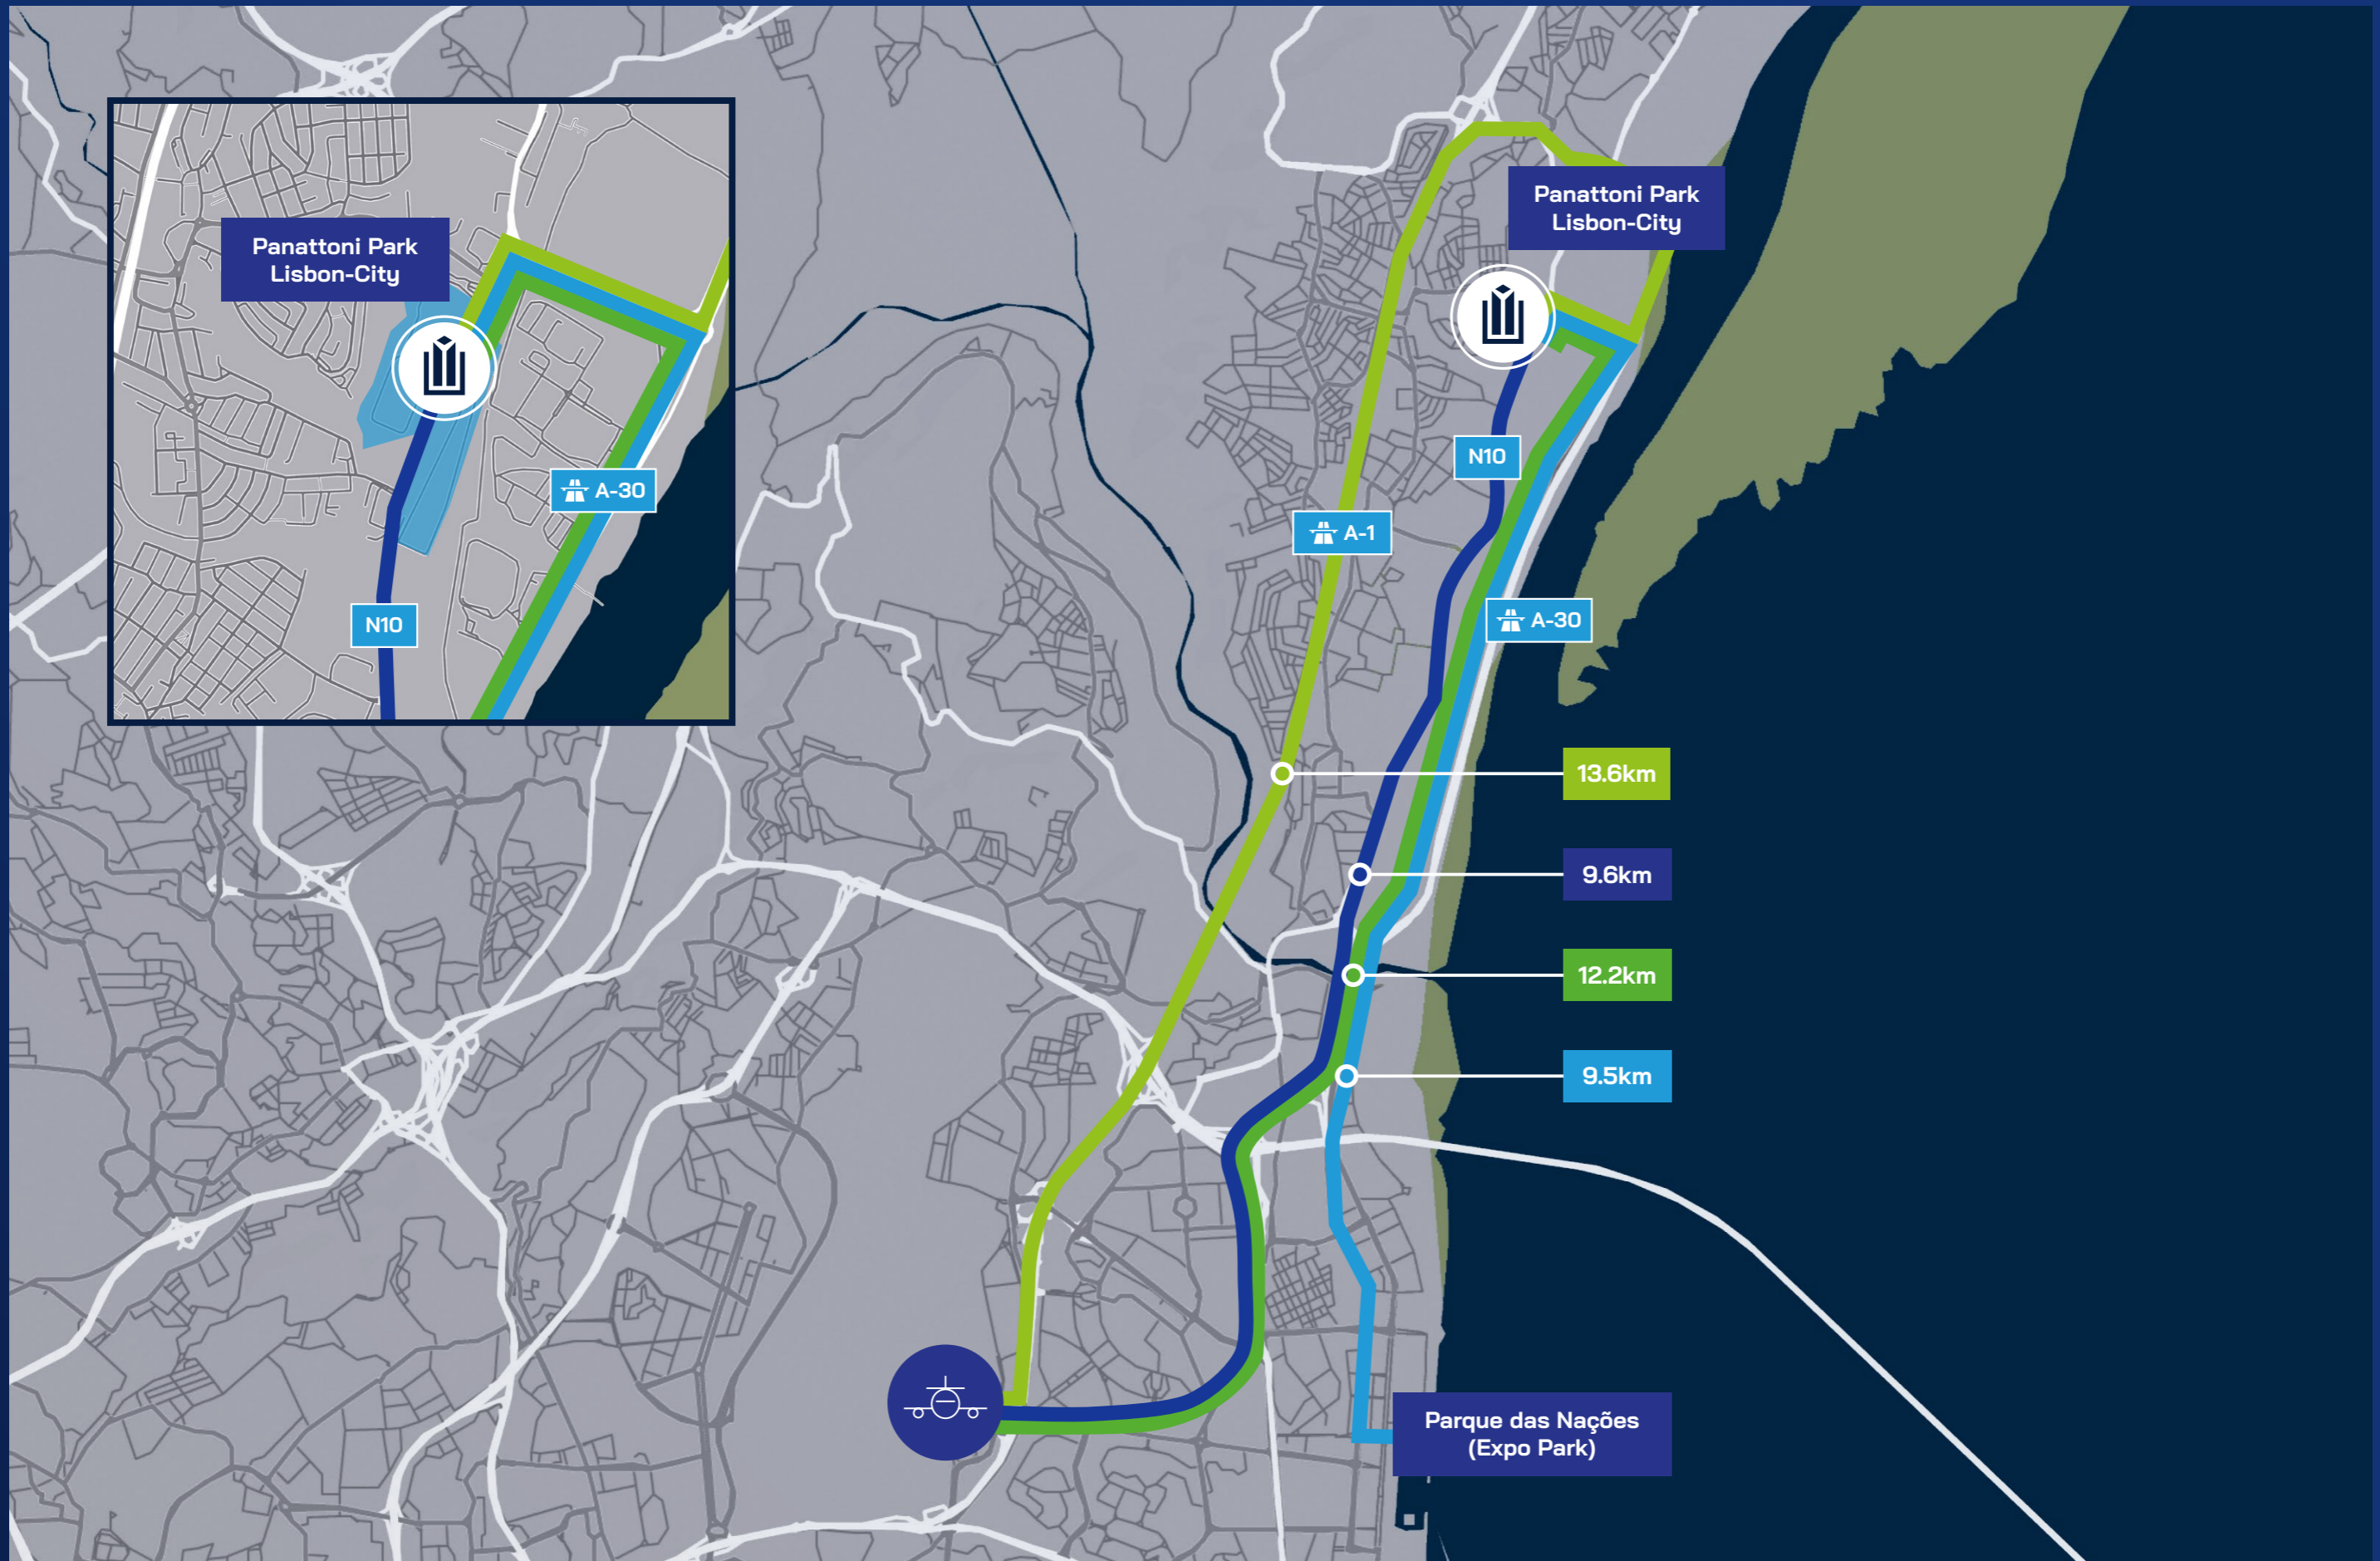 Panattoni Park
Lisbon-City
A-30
N10
Panattoni Park
Lisbon-City
N10
A-1
A-30
13.6km
9.6km
12.2km
9.5km
Parque das Nações
(Expo Park)